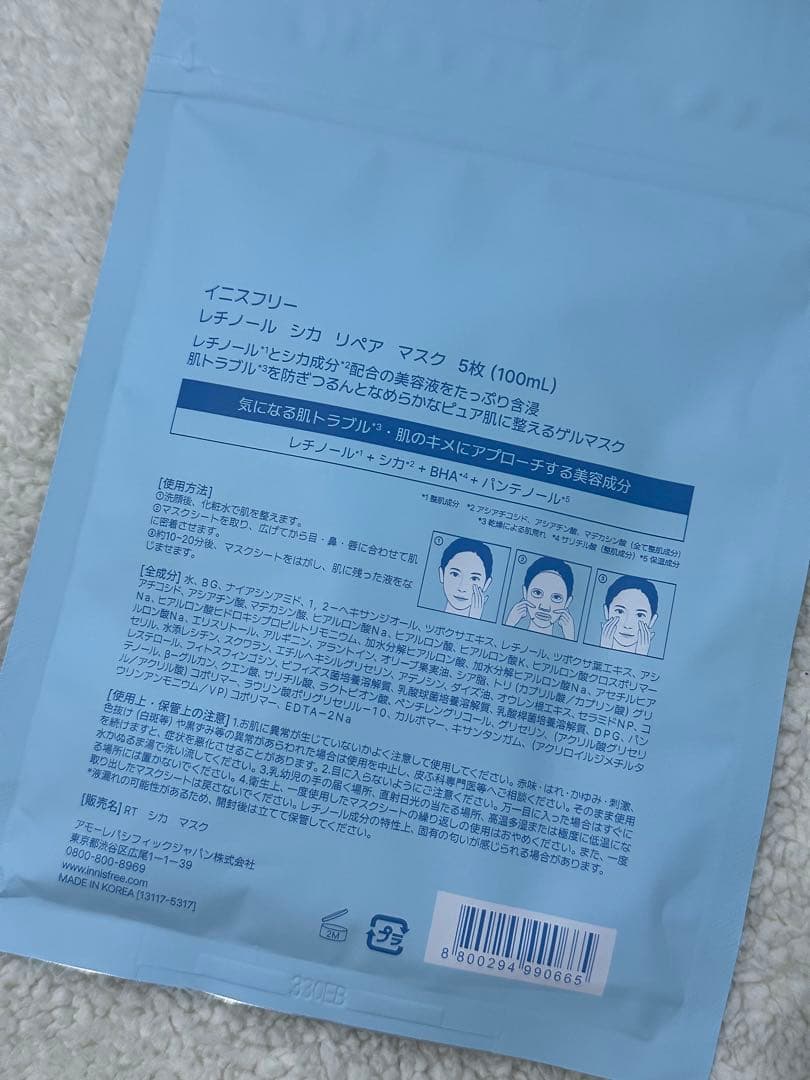 イニスフリー
レチノール シカ リペア マスク 5枚 (100mL)
レチノール*1とシカ成分*2配合の美容液をたっぷり含浸
肌トラブル*3を防ぎつるんとなめらかなピュア肌に整えるゲルマスク
気になる肌トラブル*3・肌のキメにアプローチする美容成分
レチノール*1 + シカ*2 + BHA*4 + パンテノール*5
*1 整肌成分 *2 アシアチコシド、アシアチン酸、マデカシン酸 (全て整肌成分)
*3 乾燥による肌荒れ *4 サリチル酸 (整肌成分) *5 保湿成分
[使用方法]
①洗顔後、化粧水で肌を整えます。
②マスクシートを取り、広げてから目・鼻・唇に合わせて肌
に密着させます。
③約10-20分後、マスクシートをはがし、肌に残った液をな
じませます。
①
②
③
[全成分] 水、BG、ナイアシンアミド、1, 2-ヘキサンジオール、ツボクサエキス、レチノール、ツボクサ葉エキス、アシ
アチコシド、アシアチン酸、マデカシン酸、ヒアルロン酸Na、ヒアルロン酸、ヒアルロン酸K、ヒアルロン酸クロスポリマー
Na、ヒアルロン酸ヒドロキシプロピルトリモニウム、加水分解ヒアルロン酸、加水分解ヒアルロン酸Na、アセチルヒア
ルロン酸Na、エリスリトール、アルギニン、アラントイン、オリーブ果実油、シア脂、トリ (カプリル酸/カプリン酸) グリ
セリル、水添レシチン、スクワラン、エチルヘキシルグリセリン、アデノシン、ダイズ油、オウレン根エキス、セラミドNP、コ
レステロール、フィトスフィンゴシン、ビフィズス菌培養溶解質、乳酸球菌培養溶解質、乳酸桿菌培養溶解質、DPG、パン
テノール、β-グルカン、クエン酸、サリチル酸、ラクトビオン酸、ペンチレングリコール、グリセリン、(アクリル酸グリセリ
ル/アクリル酸) コポリマー、ラウリン酸ポリグリセリル-10、カルボマー、キサンタンガム、(アクリロイルジメチルタ
ウリンアンモニウム/VP) コポリマー、EDTA-2Na
[使用上・保管上の注意] 1.お肌に異常が生じていないかよく注意して使用してください。赤味・はれ・かゆみ・刺激、
色抜け (白斑等) や黒ずみ等の異常があらわれた場合は使用を中止し、皮ふ科専門医等へご相談ください。そのまま使用
を続けますと、症状を悪化させることがあります。2.目に入らないようにご注意ください。万一目に入った場合はすぐに
水かぬるま湯で洗い流してください。3.乳幼児の手の届く場所、直射日光の当たる場所、高温多湿または極度に低温にな
る場所には置かないでください。4.衛生上、一度使用したマスクシートの繰り返しの使用はおやめください。また、一度
取り出したマスクシートは戻さないでください。レチノール成分の特性上、固有の匂いが感じられる場合があります。
*液漏れの可能性があるため、開封後は立てて保管してください。
[販売名] RT シカ マスク
アモーレパシフィックジャパン株式会社
東京都渋谷区広尾1-1-39
0800-800-8969
www.innisfree.com
MADE IN KOREA [13117-5317]
2M
プラ
8 800294 990665
330EB